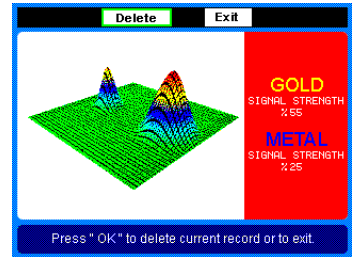 Delete Exit
GOLD
SIGNAL STRENGTH
%55
METAL
SIGNAL STRENGTH
%25
Press " OK " to delete current record or to exit.